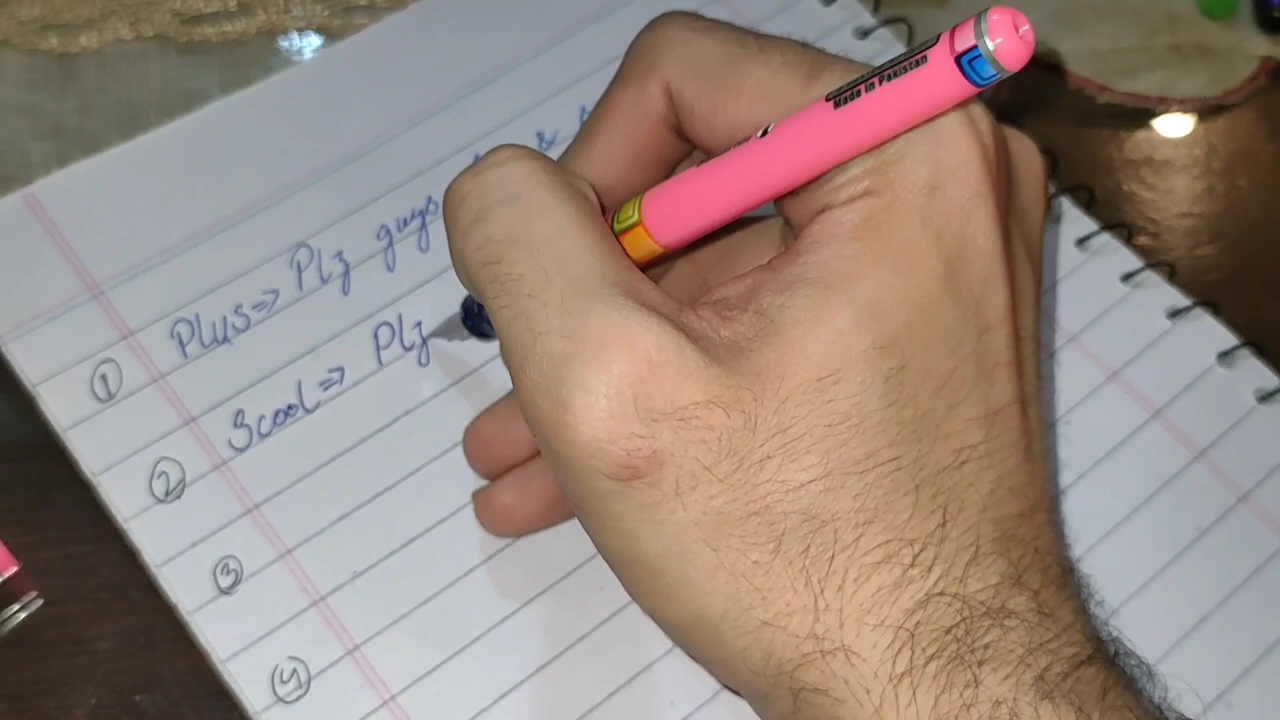 ① Plus => Plz guys &
② Scool => Plz
③
④
Made in Pakistan